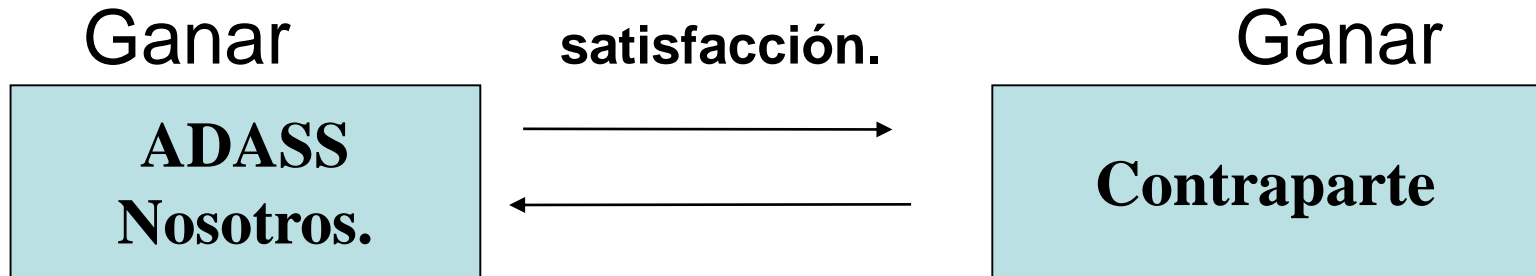 Ganar satisfacción. Ganar
ADASS
Nosotros.
Contraparte